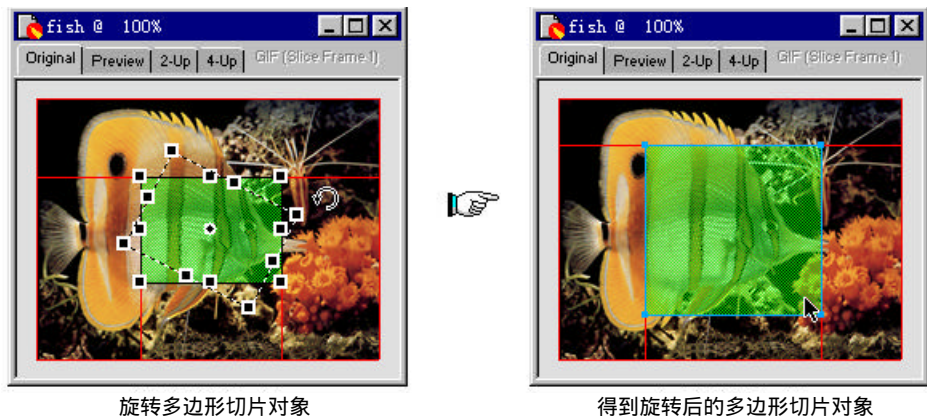 fish @ 100%
Original Preview 2-Up 4-Up GIF (Slice Frame 1)
旋转多边形切片对象
fish @ 100%
Original Preview 2-Up 4-Up GIF (Slice Frame 1)
得到旋转后的多边形切片对象